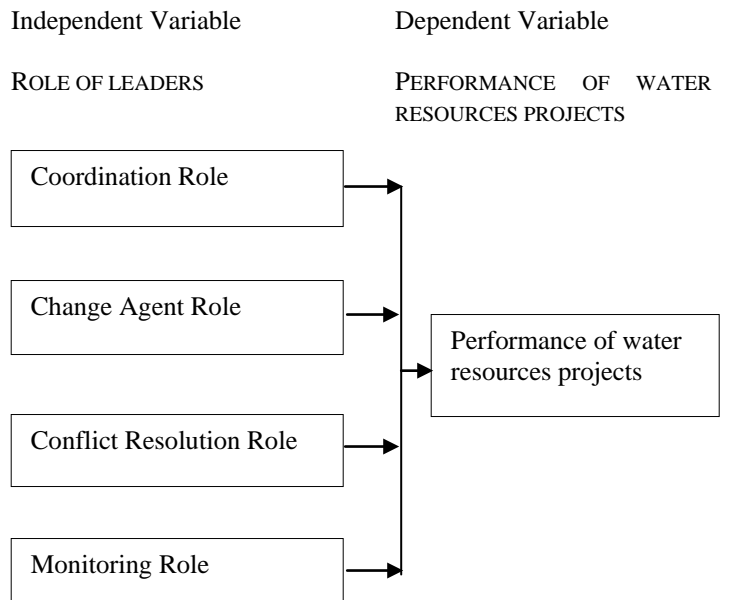 Independent Variable
Dependent Variable
ROLE OF LEADERS
PERFORMANCE OF WATER
RESOURCES PROJECTS
Coordination Role
Change Agent Role
Performance of water
resources projects
Conflict Resolution Role
Monitoring Role